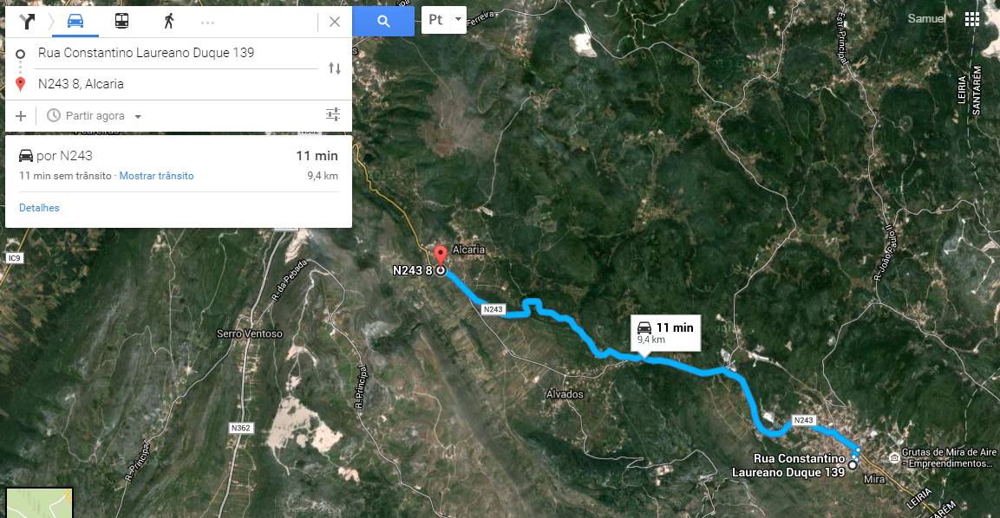 Pt
Ferreira
Samuel
Rua Constantino Laureano Duque 139
N243 8, Alcaria
Partir agora
por N243
11 min
11 min sem trânsito · Mostrar trânsito
9,4 km
Detalhes
Estr. Principal
LEIRIA
SANTARÉM
IC9
Alcaria
N243 8
N243
R. da Pebada
Serro Ventoso
11 min
9,4 km
R. João Paulo II
R. Principal
Alvados
N362
R. Principal
N243
Rua Constantino
Laureano Duque 139
Grutas de Mira de Aire
- Empreendimentos...
Mira
LEIRIA